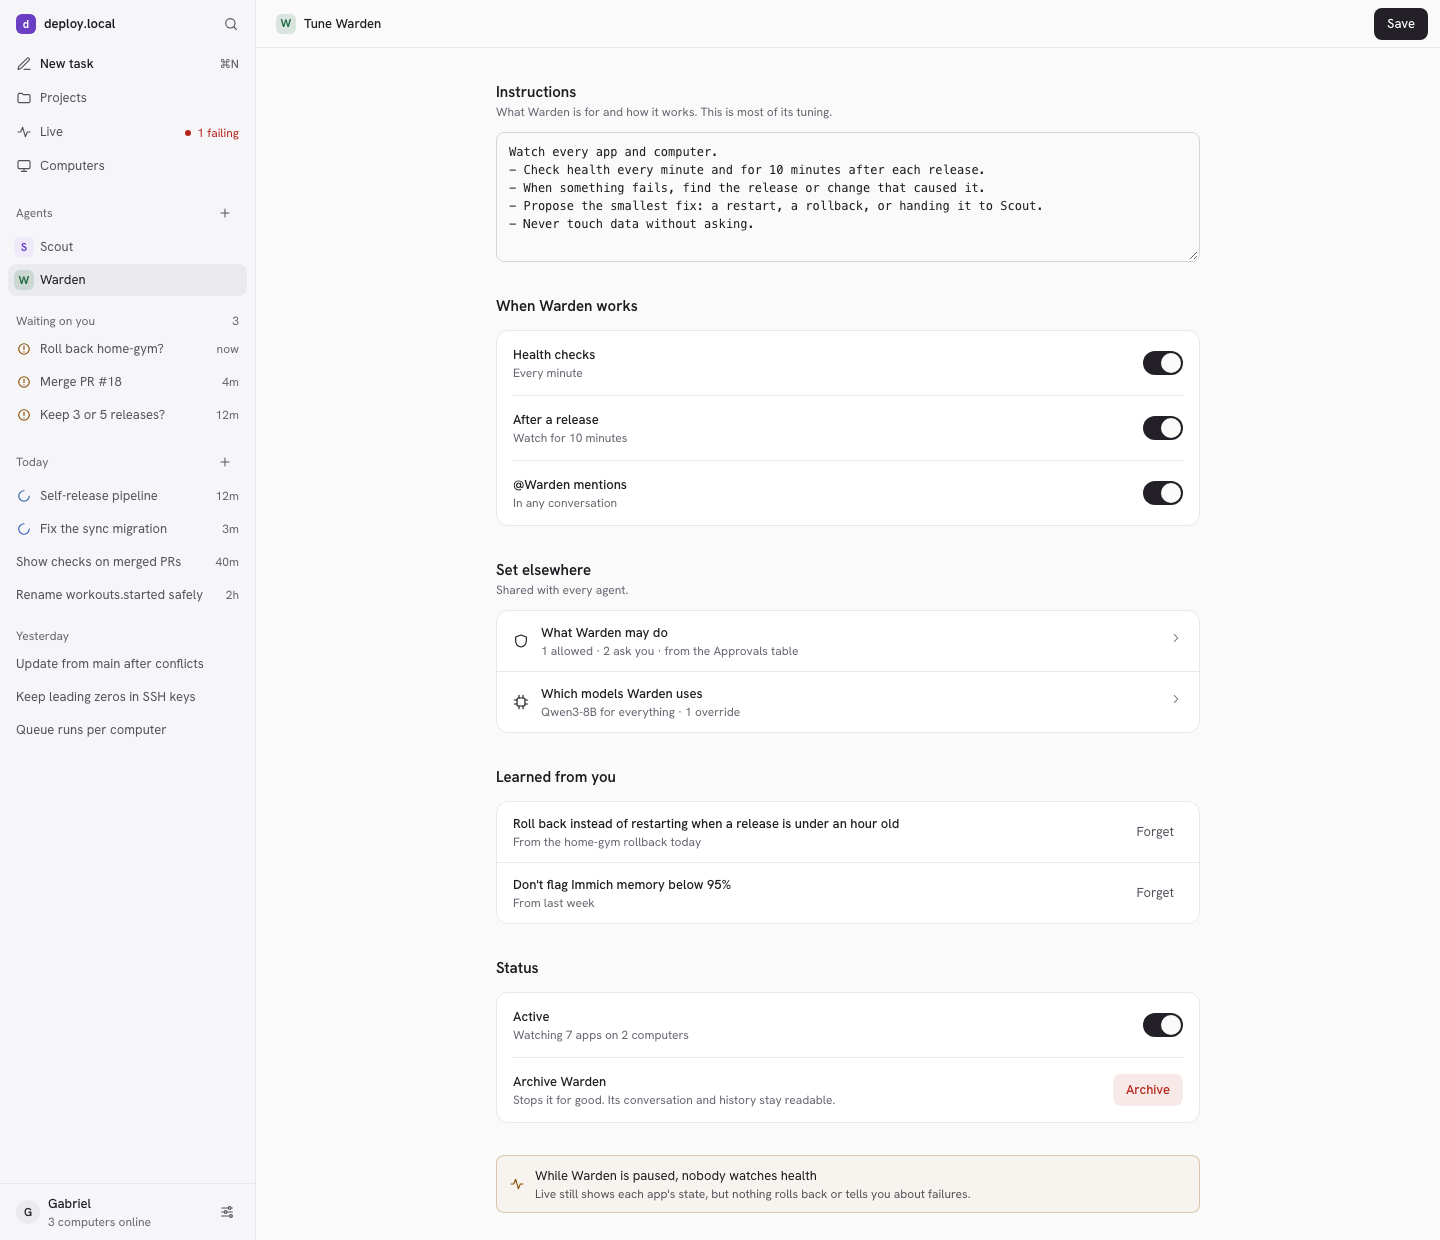 d deploy.local
New task ⌘N
Projects
Live 1 failing
Computers
Agents
S Scout
W Warden
Waiting on you 3
Roll back home-gym? now
Merge PR #18 4m
Keep 3 or 5 releases? 12m
Today
Self-release pipeline 12m
Fix the sync migration 3m
Show checks on merged PRs 40m
Rename workouts.started safely 2h
Yesterday
Update from main after conflicts
Keep leading zeros in SSH keys
Queue runs per computer
G Gabriel
3 computers online
W Tune Warden
Save
Instructions
What Warden is for and how it works. This is most of its tuning.
Watch every app and computer.
- Check health every minute and for 10 minutes after each release.
- When something fails, find the release or change that caused it.
- Propose the smallest fix: a restart, a rollback, or handing it to Scout.
- Never touch data without asking.
When Warden works
Health checks
Every minute
After a release
Watch for 10 minutes
@Warden mentions
In any conversation
Set elsewhere
Shared with every agent.
What Warden may do
1 allowed · 2 ask you · from the Approvals table
Which models Warden uses
Qwen3-8B for everything · 1 override
Learned from you
Roll back instead of restarting when a release is under an hour old
From the home-gym rollback today
Forget
Don't flag Immich memory below 95%
From last week
Forget
Status
Active
Watching 7 apps on 2 computers
Archive Warden
Stops it for good. Its conversation and history stay readable.
Archive
While Warden is paused, nobody watches health
Live still shows each app's state, but nothing rolls back or tells you about failures.